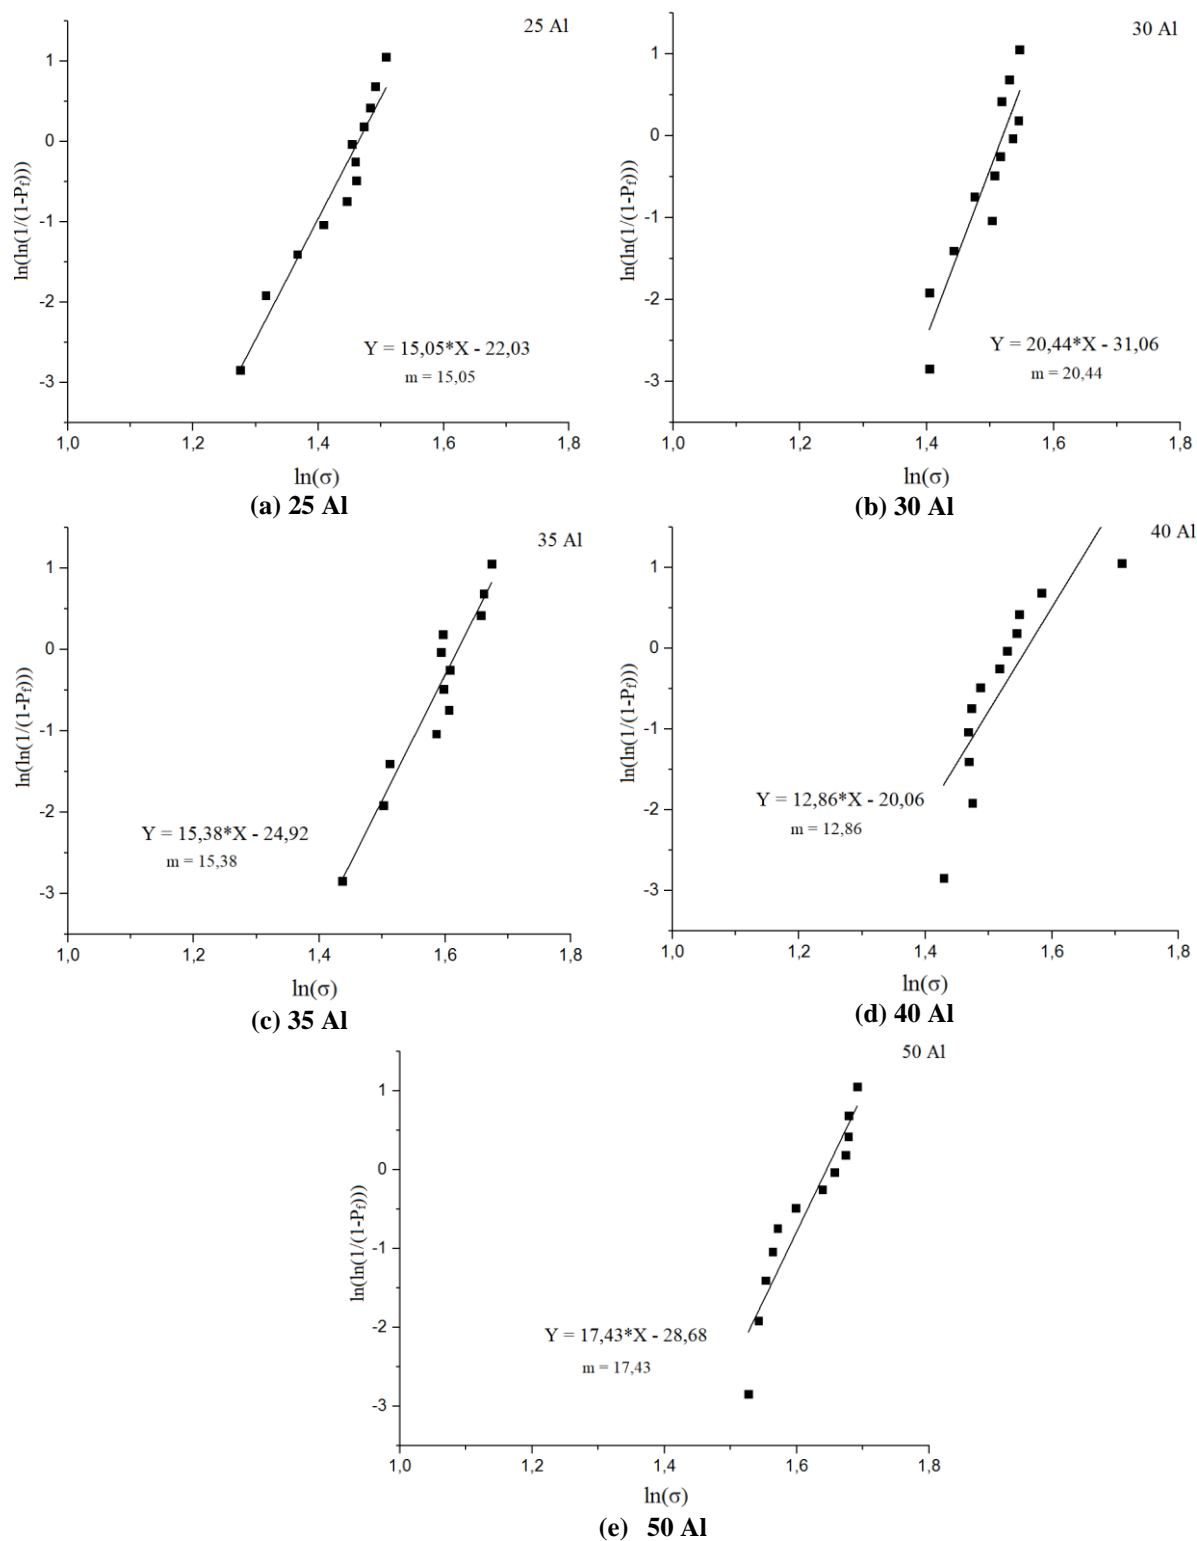 25 Al
1
0
-1
-2
-3
ln(ln(1/(1-Pf)))
Y = 15,05*X - 22,03
m = 15,05
1,0 1,2 1,4 1,6 1,8
ln(σ)
(a) 25 Al
30 Al
1
0
-1
-2
-3
ln(ln(1/(1-Pf)))
Y = 20,44*X - 31,06
m = 20,44
1,0 1,2 1,4 1,6 1,8
ln(σ)
(b) 30 Al
35 Al
1
0
-1
-2
-3
ln(ln(1/(1-Pf)))
Y = 15,38*X - 24,92
m = 15,38
1,0 1,2 1,4 1,6 1,8
ln(σ)
(c) 35 Al
40 Al
1
0
-1
-2
-3
ln(ln(1/(1-Pf)))
Y = 12,86*X - 20,06
m = 12,86
1,0 1,2 1,4 1,6 1,8
ln(σ)
(d) 40 Al
50 Al
1
0
-1
-2
-3
ln(ln(1/(1-Pf)))
Y = 17,43*X - 28,68
m = 17,43
1,0 1,2 1,4 1,6 1,8
ln(σ)
(e) 50 Al